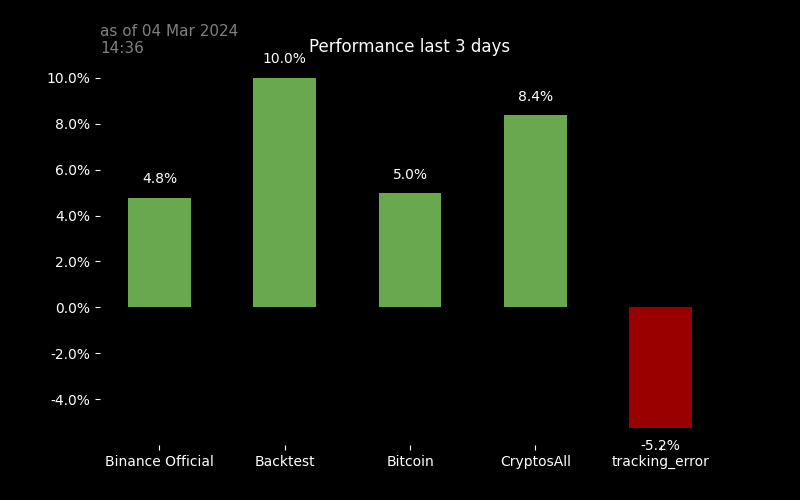 as of 04 Mar 2024
14:36
Performance last 3 days
10.0%
8.0%
6.0%
4.0%
2.0%
0.0%
-2.0%
-4.0%
4.8%
10.0%
5.0%
8.4%
-5.2%
Binance Official
Backtest
Bitcoin
CryptosAll
tracking_error